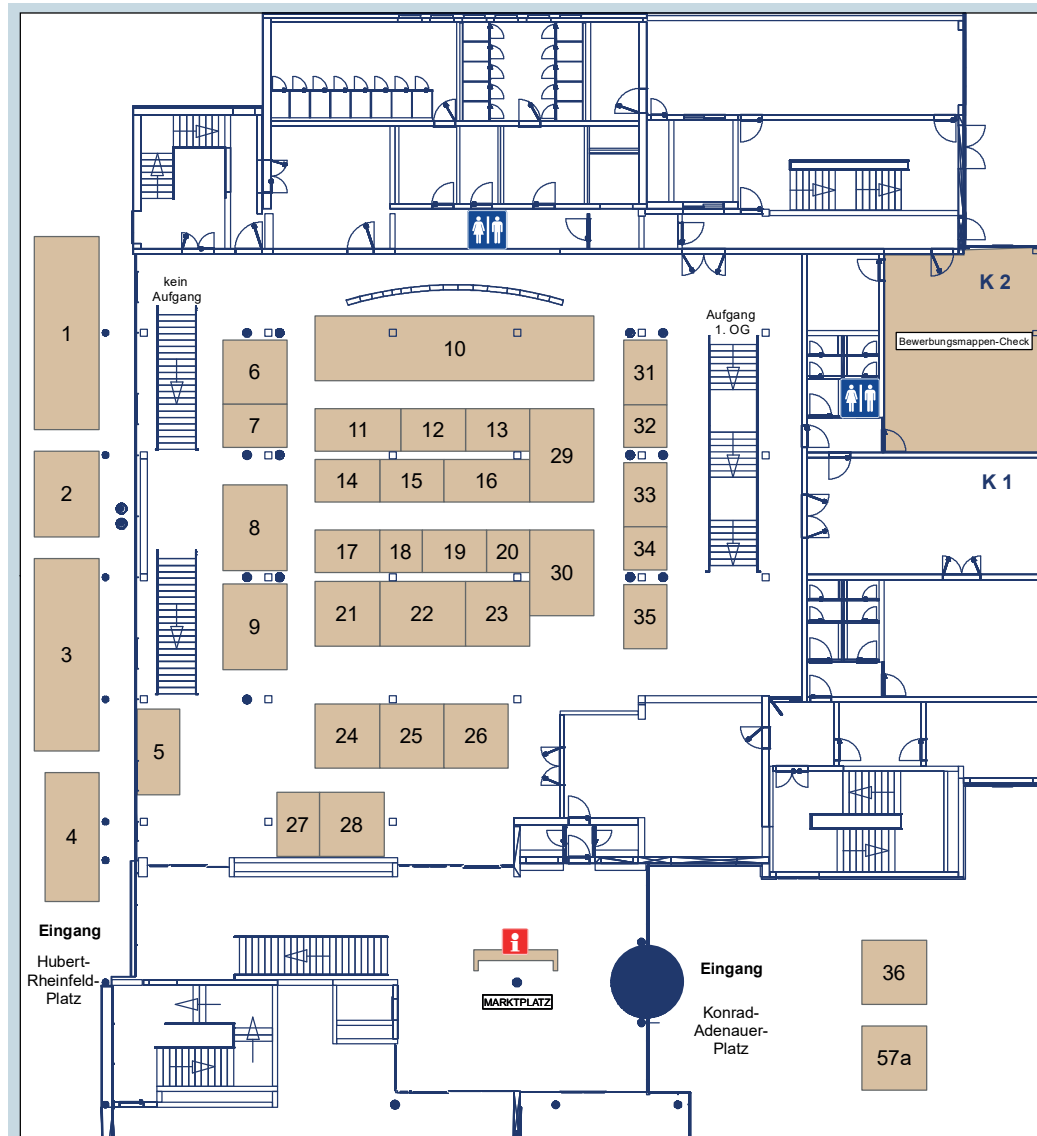 K 2
kein
Aufgang
Aufgang
1. OG
1
10
6
31
Bewerbungsmappen-Check
7
11
12
13
32
29
14
15
16
2
33
K 1
8
17
18
19
20
34
30
9
21
22
23
35
3
5
24
25
26
27
28
4
Eingang
Hubert-
Rheinfeld-
Platz
i
MARKTPLATZ
Eingang
Konrad-
Adenauer-
Platz
36
57a